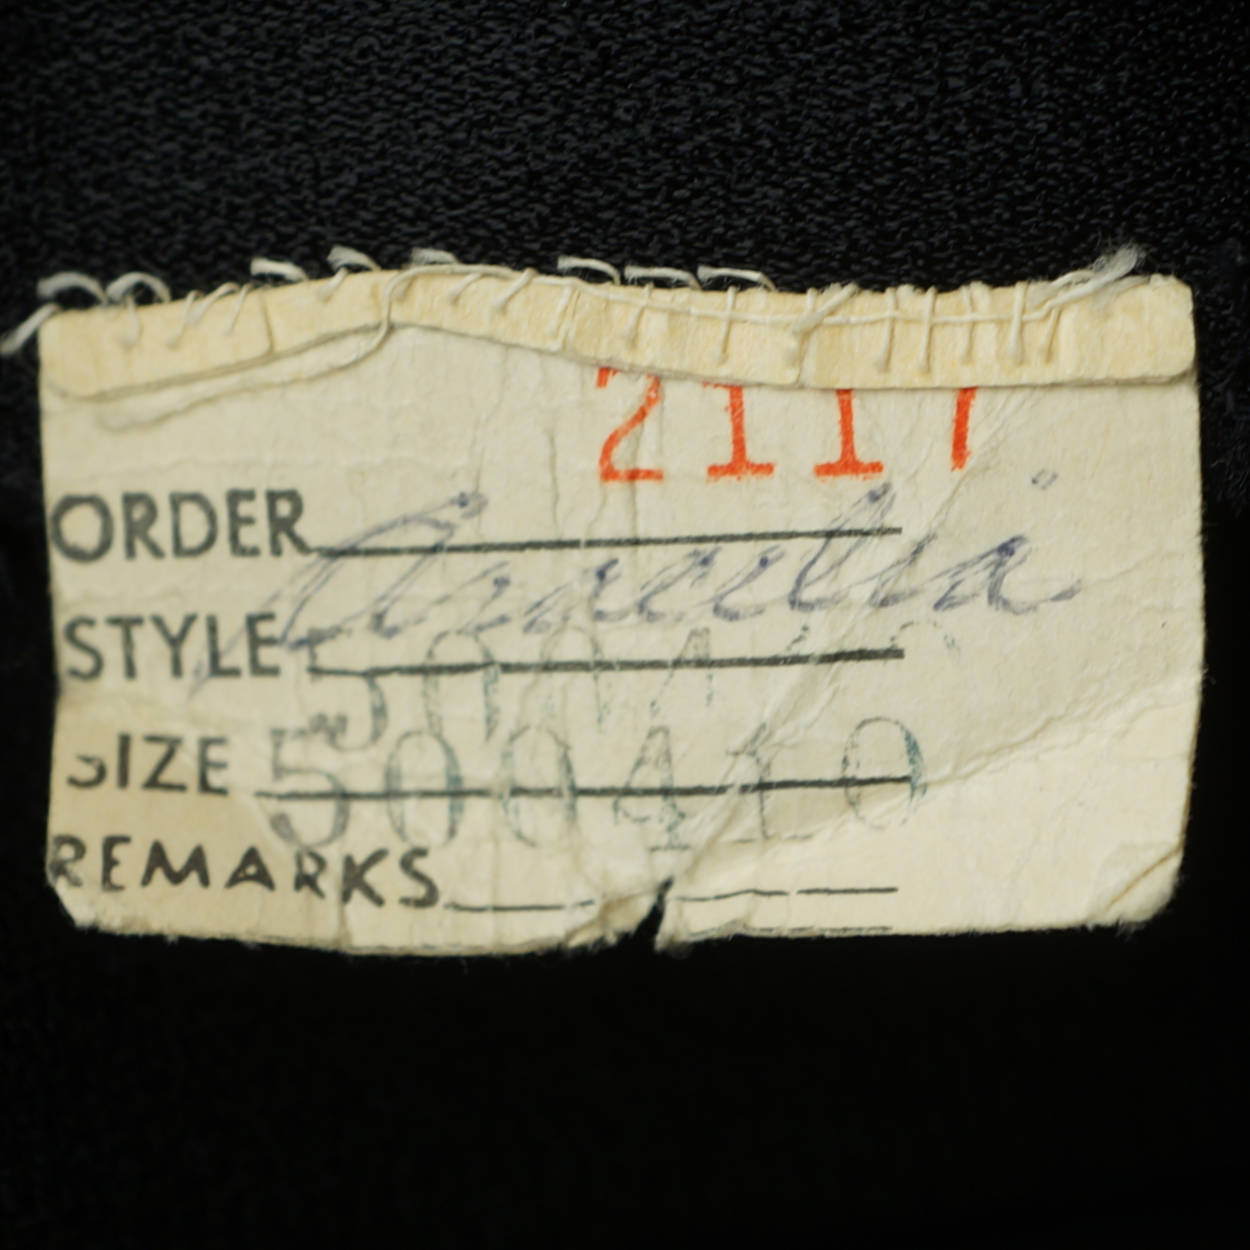 2117
ORDER
STYLE
SIZE 500410
REMARKS